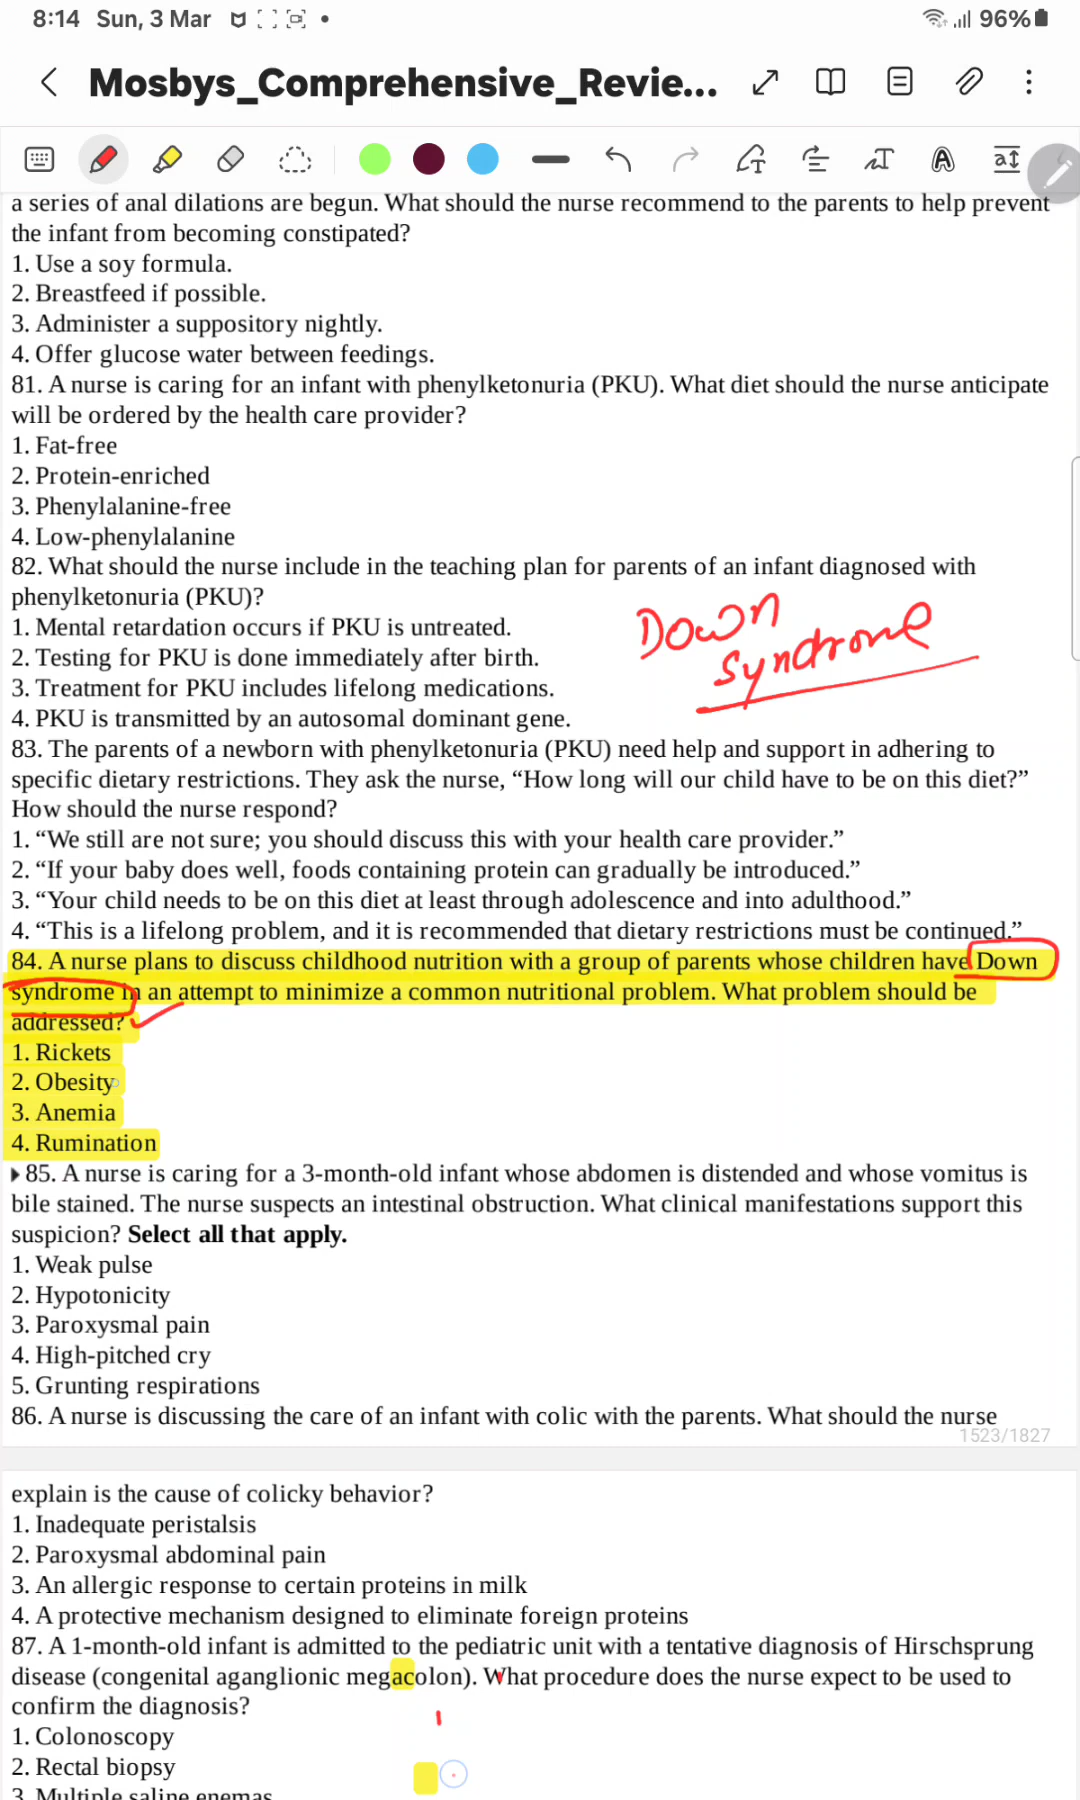 8:14 Sun, 3 Mar 96%
Mosbys_Comprehensive_Revie...
a series of anal dilations are begun. What should the nurse recommend to the parents to help prevent
the infant from becoming constipated?
1. Use a soy formula.
2. Breastfeed if possible.
3. Administer a suppository nightly.
4. Offer glucose water between feedings.
81. A nurse is caring for an infant with phenylketonuria (PKU). What diet should the nurse anticipate
will be ordered by the health care provider?
1. Fat-free
2. Protein-enriched
3. Phenylalanine-free
4. Low-phenylalanine
82. What should the nurse include in the teaching plan for parents of an infant diagnosed with
phenylketonuria (PKU)?
1. Mental retardation occurs if PKU is untreated.
2. Testing for PKU is done immediately after birth.
3. Treatment for PKU includes lifelong medications.
4. PKU is transmitted by an autosomal dominant gene.
Down
Syndrome
83. The parents of a newborn with phenylketonuria (PKU) need help and support in adhering to
specific dietary restrictions. They ask the nurse, “How long will our child have to be on this diet?”
How should the nurse respond?
1. “We still are not sure; you should discuss this with your health care provider.”
2. “If your baby does well, foods containing protein can gradually be introduced.”
3. “Your child needs to be on this diet at least through adolescence and into adulthood.”
4. “This is a lifelong problem, and it is recommended that dietary restrictions must be continued.”
84. A nurse plans to discuss childhood nutrition with a group of parents whose children have Down
syndrome in an attempt to minimize a common nutritional problem. What problem should be
addressed?
1. Rickets
2. Obesity
3. Anemia
4. Rumination
85. A nurse is caring for a 3-month-old infant whose abdomen is distended and whose vomitus is
bile stained. The nurse suspects an intestinal obstruction. What clinical manifestations support this
suspicion? Select all that apply.
1. Weak pulse
2. Hypotonicity
3. Paroxysmal pain
4. High-pitched cry
5. Grunting respirations
86. A nurse is discussing the care of an infant with colic with the parents. What should the nurse
1523/1827
explain is the cause of colicky behavior?
1. Inadequate peristalsis
2. Paroxysmal abdominal pain
3. An allergic response to certain proteins in milk
4. A protective mechanism designed to eliminate foreign proteins
87. A 1-month-old infant is admitted to the pediatric unit with a tentative diagnosis of Hirschsprung
disease (congenital aganglionic megacolon). What procedure does the nurse expect to be used to
confirm the diagnosis?
1. Colonoscopy
2. Rectal biopsy
3. Multiple saline enemas